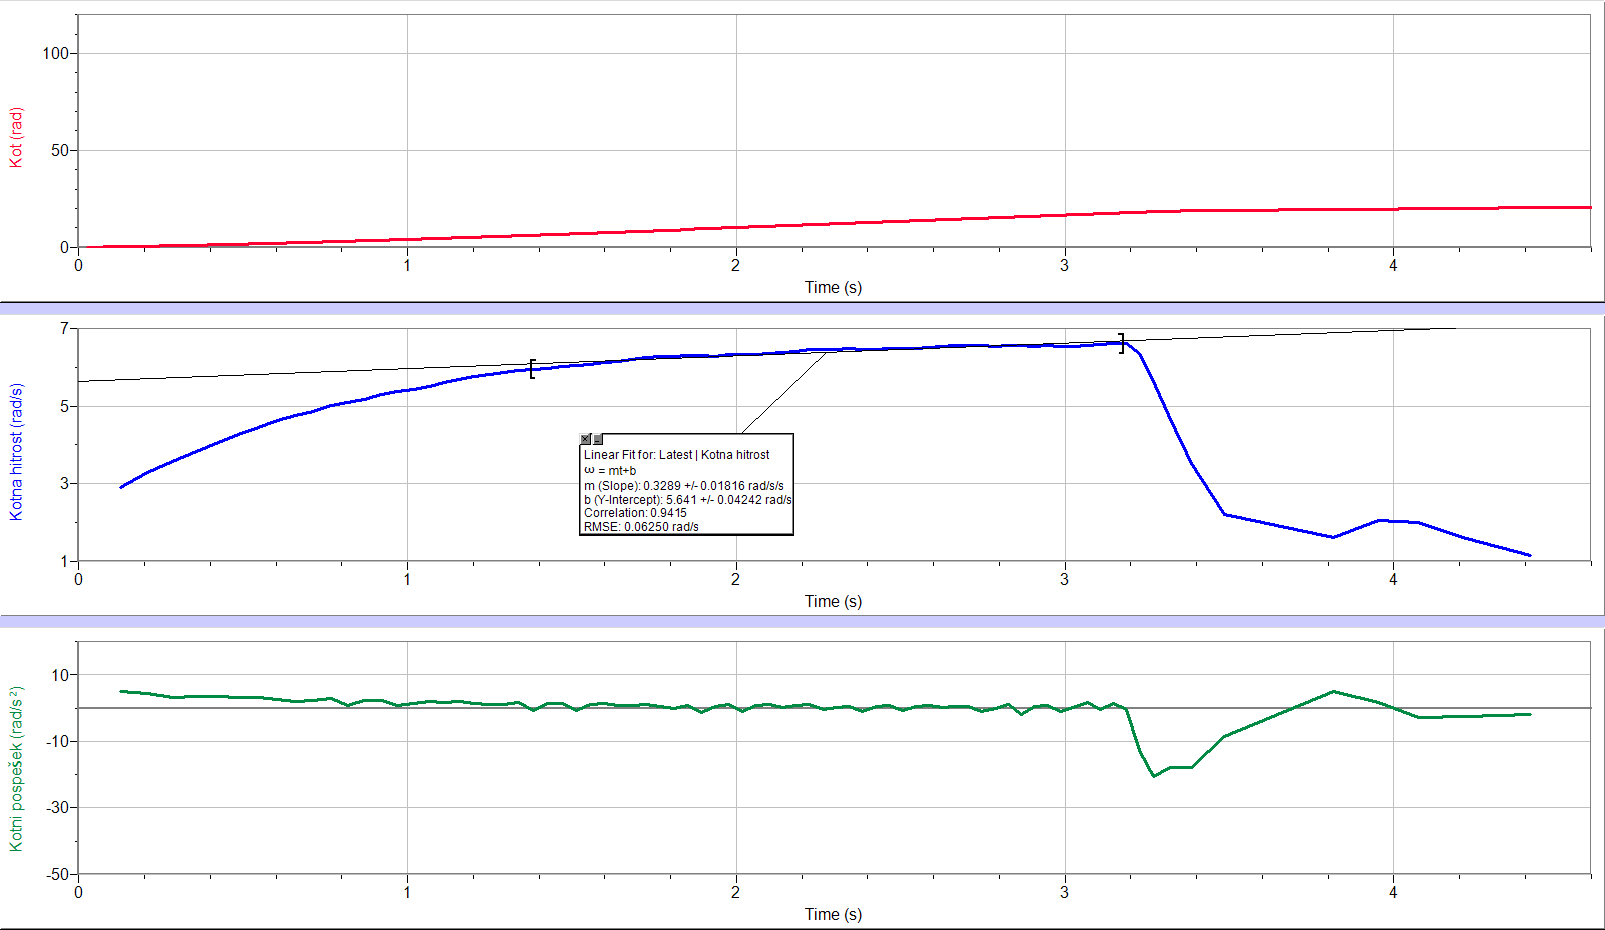 Kot (rad)
100
50
0
0 1 2 3 4
Time (s)
Kotna hitrost (rad/s)
7
5
3
1
Linear Fit for: Latest | Kotna hitrost
ω = mt+b
m (Slope): 0.3289 +/- 0.01816 rad/s/s
b (Y-Intercept): 5.641 +/- 0.04242 rad/s
Correlation: 0.9415
RMSE: 0.06250 rad/s
0 1 2 3 4
Time (s)
Kotni pospešek (rad/s²)
10
-10
-30
-50
0 1 2 3 4
Time (s)